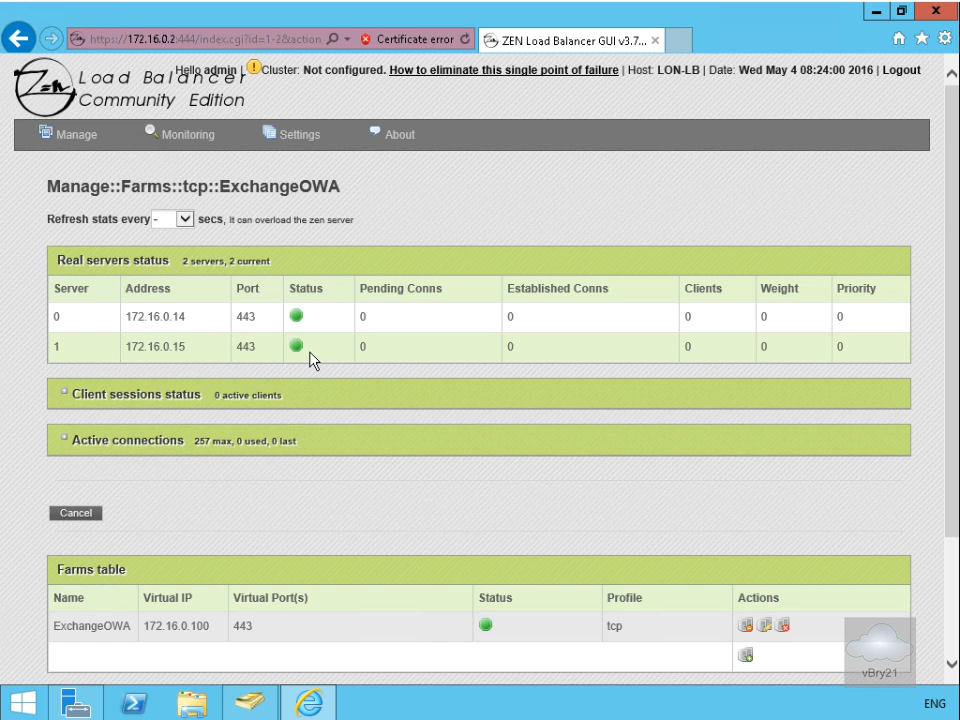 https://172.16.0.2:444/index.cgi?id=1-2&action
Certificate error
ZEN Load Balancer GUI v3.7...
Zen
Load Balancer
Community Edition
Hello admin | Cluster: Not configured. How to eliminate this single point of failure | Host: LON-LB | Date: Wed May 4 08:24:00 2016 | Logout
Manage Monitoring Settings About
Manage::Farms::tcp::ExchangeOWA
Refresh stats every - secs, It can overload the zen server
Real servers status 2 servers, 2 current
Server Address Port Status Pending Conns Established Conns Clients Weight Priority
0 172.16.0.14 443 0 0 0 0 0
1 172.16.0.15 443 0 0 0 0 0
Client sessions status 0 active clients
Active connections 257 max, 0 used, 0 last
Cancel
Farms table
Name Virtual IP Virtual Port(s) Status Profile Actions
ExchangeOWA 172.16.0.100 443 tcp
vBry21
ENG